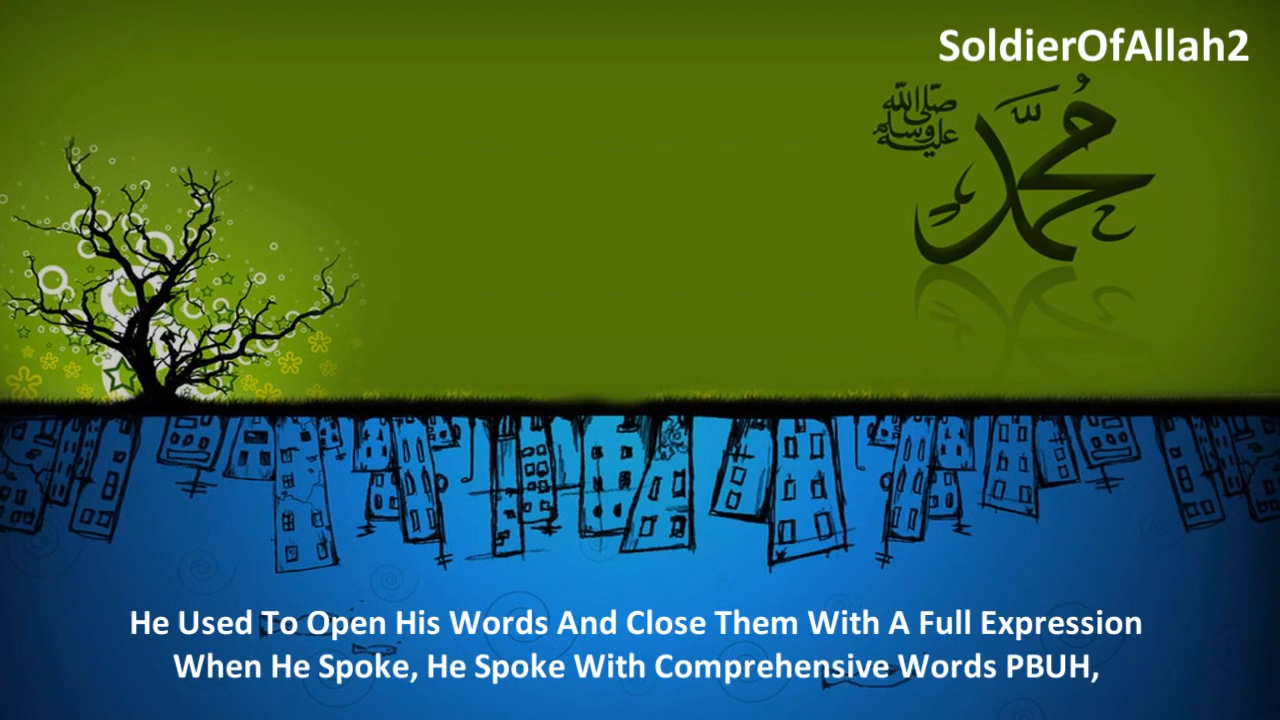 SoldierOfAllah2
صلى الله
عليه وسلم
مُحَمَّد
He Used To Open His Words And Close Them With A Full Expression
When He Spoke, He Spoke With Comprehensive Words PBUH,